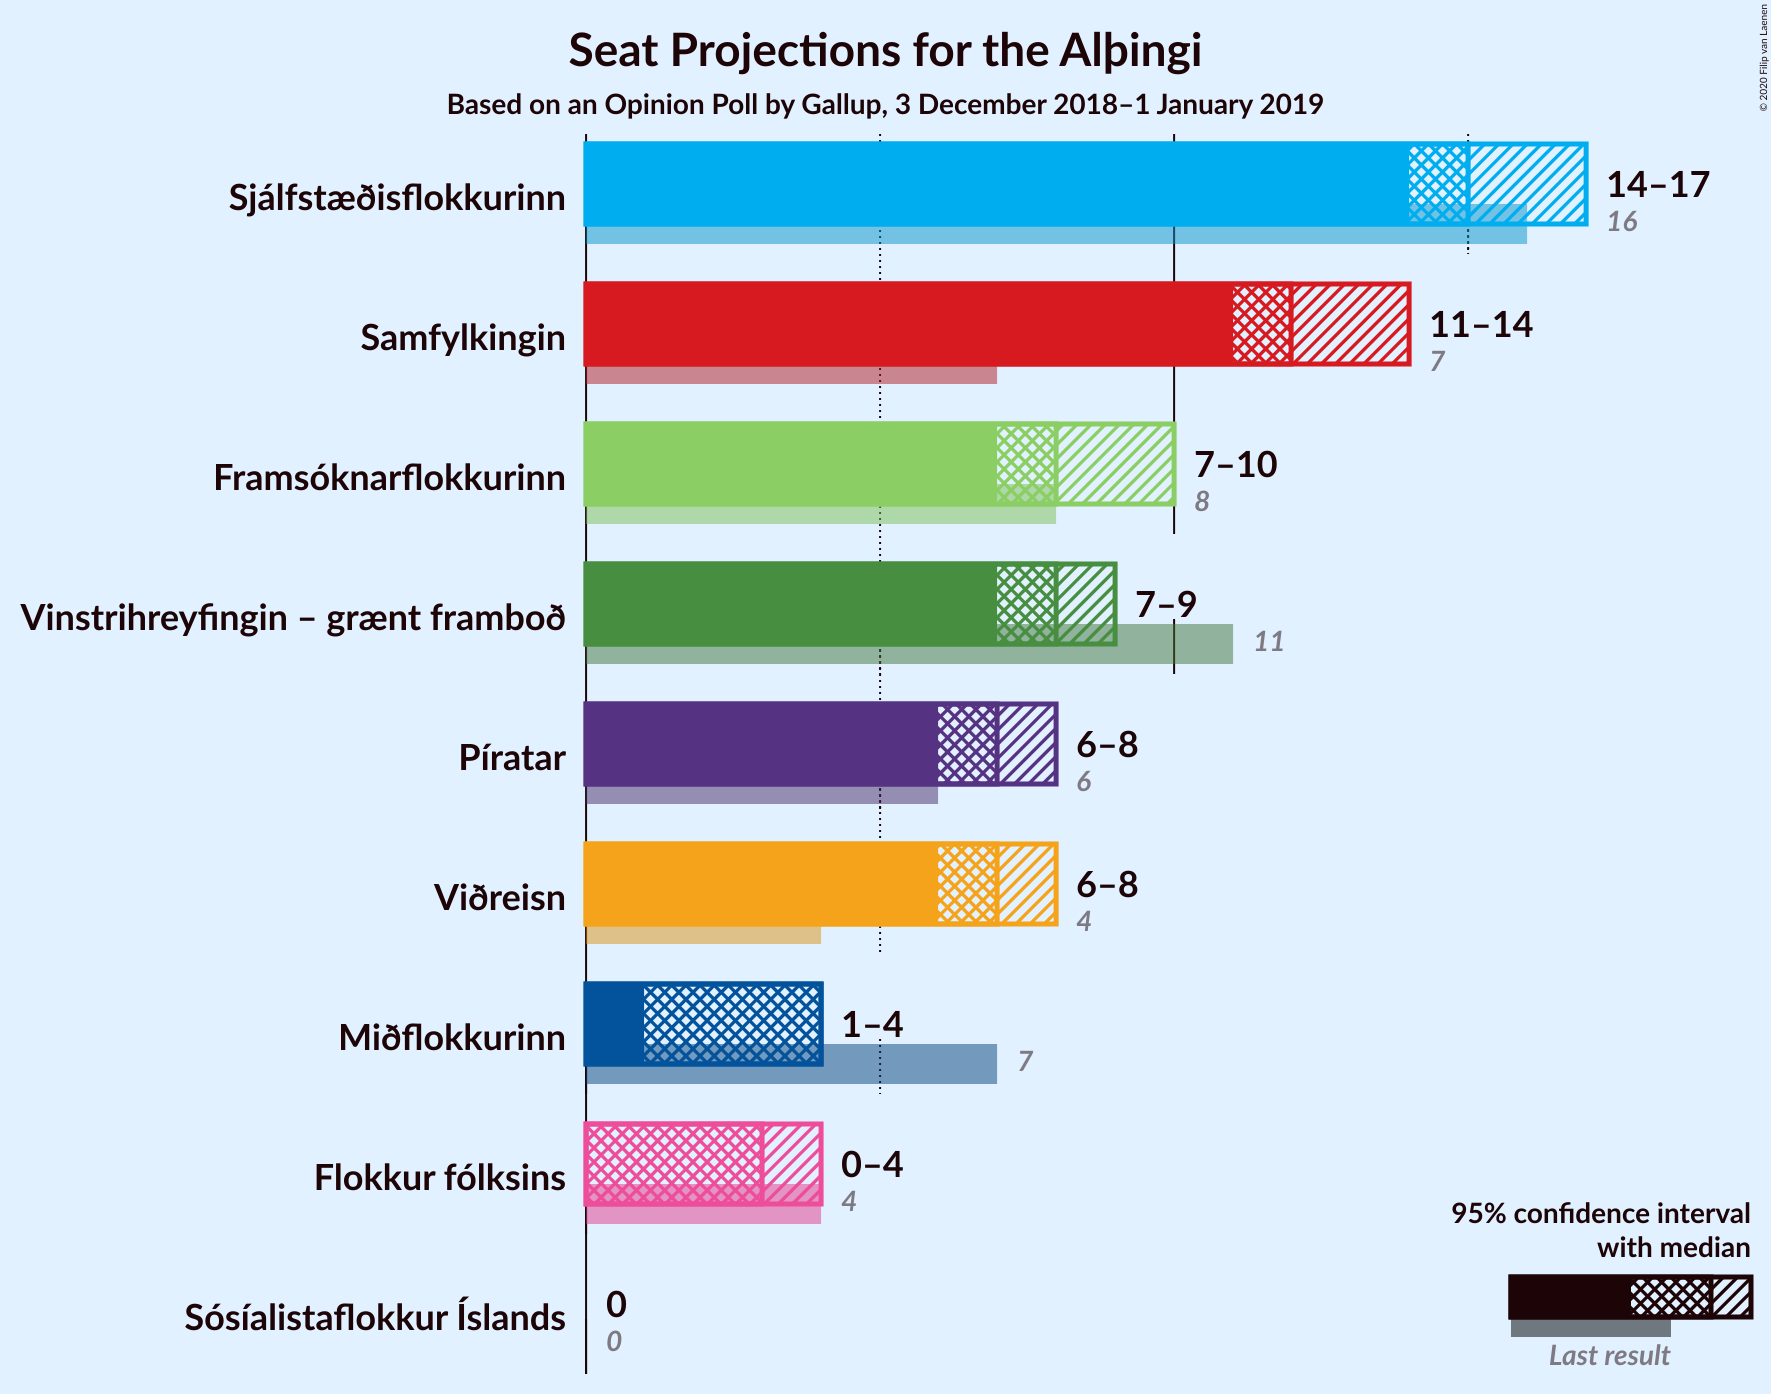 Seat Projections for the Alþingi
Based on an Opinion Poll by Gallup, 3 December 2018–1 January 2019
© 2020 Filip van Laenen
Sjálfstæðisflokkurinn
14–17
16
Samfylkingin
11–14
7
Framsóknarflokkurinn
7–10
8
Vinstrihreyfingin – grænt framboð
7–9
11
Píratar
6–8
6
Viðreisn
6–8
4
Miðflokkurinn
1–4
7
Flokkur fólksins
0–4
4
Sósíalistaflokkur Íslands
0
0
95% confidence interval
with median
Last result